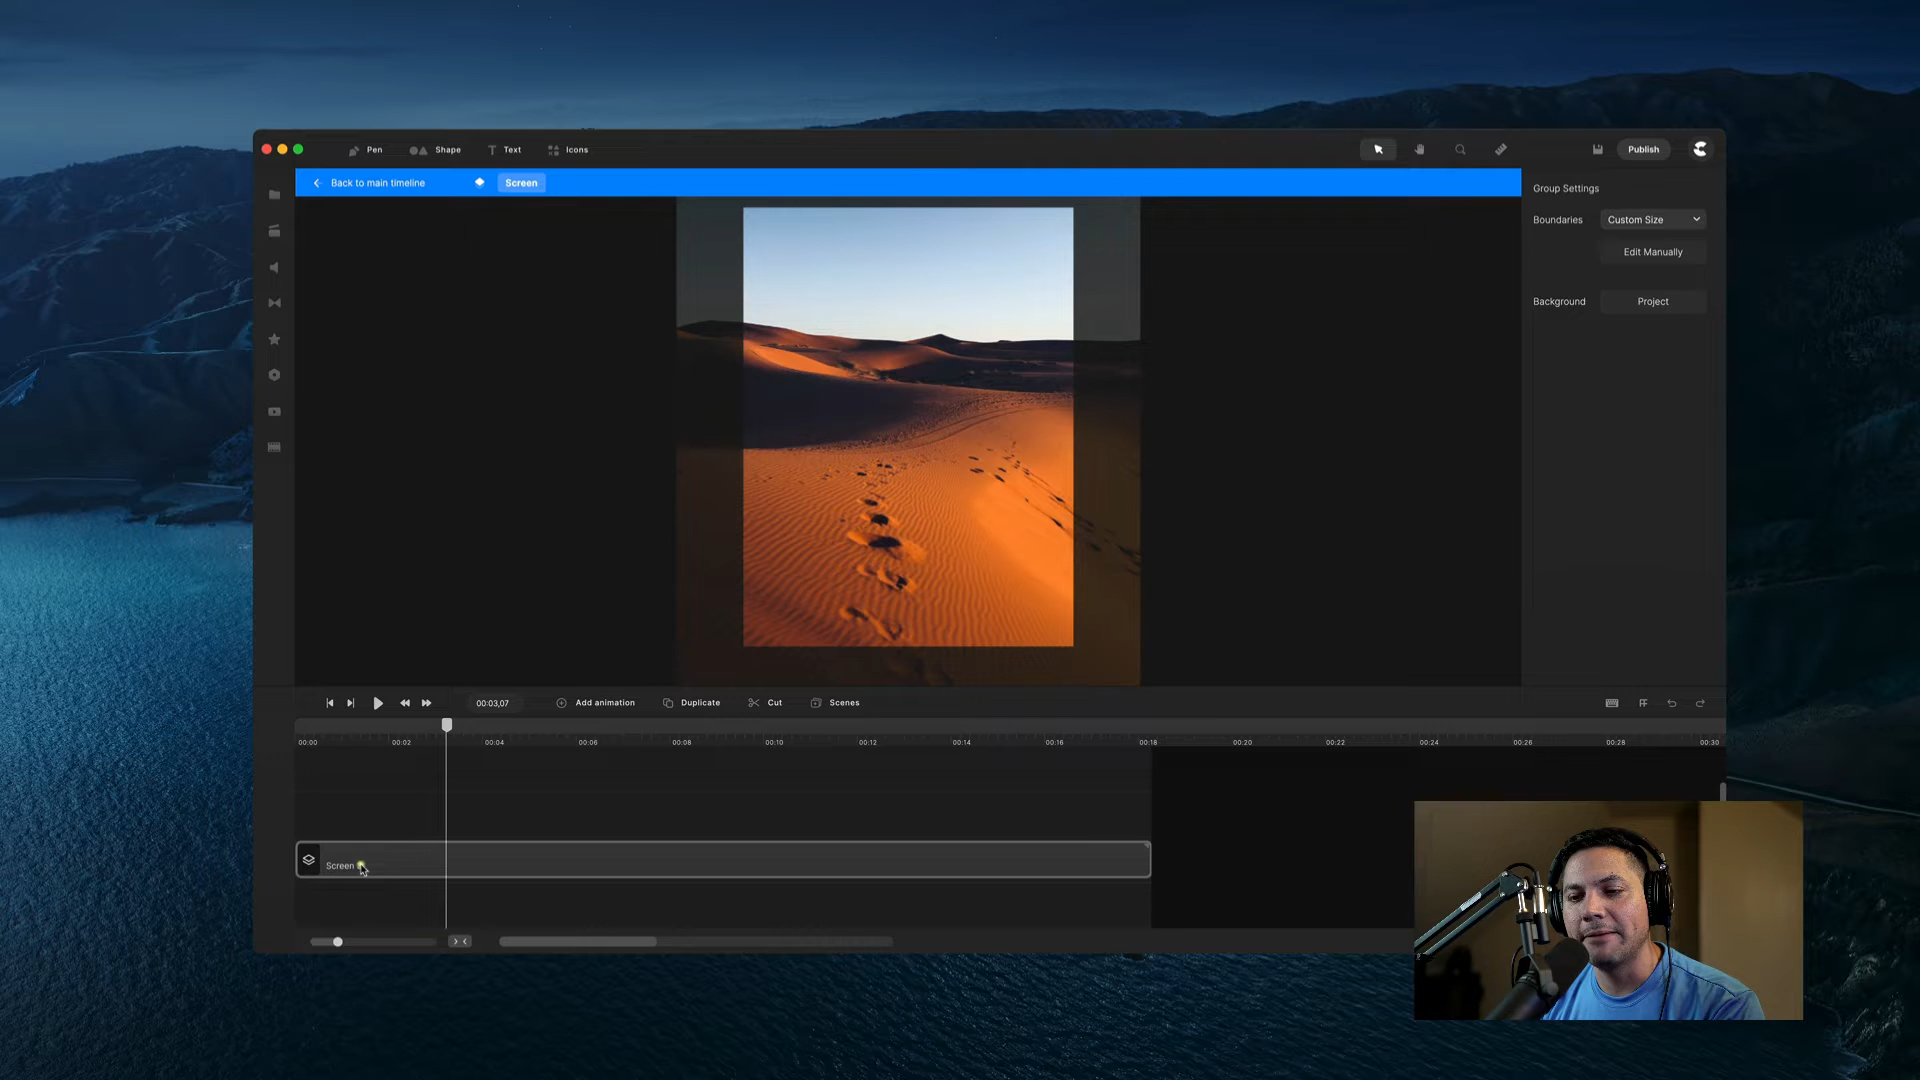 Pen Shape Text Icons Publish
Back to main timeline Screen
Group Settings
Boundaries Custom Size
Edit Manually
Background Project
00:03,07 Add animation Duplicate Cut Scenes
00:00 00:02 00:04 00:06 00:08 00:10 00:12 00:14 00:16 00:18 00:20 00:22 00:24 00:26 00:28 00:30
Screen